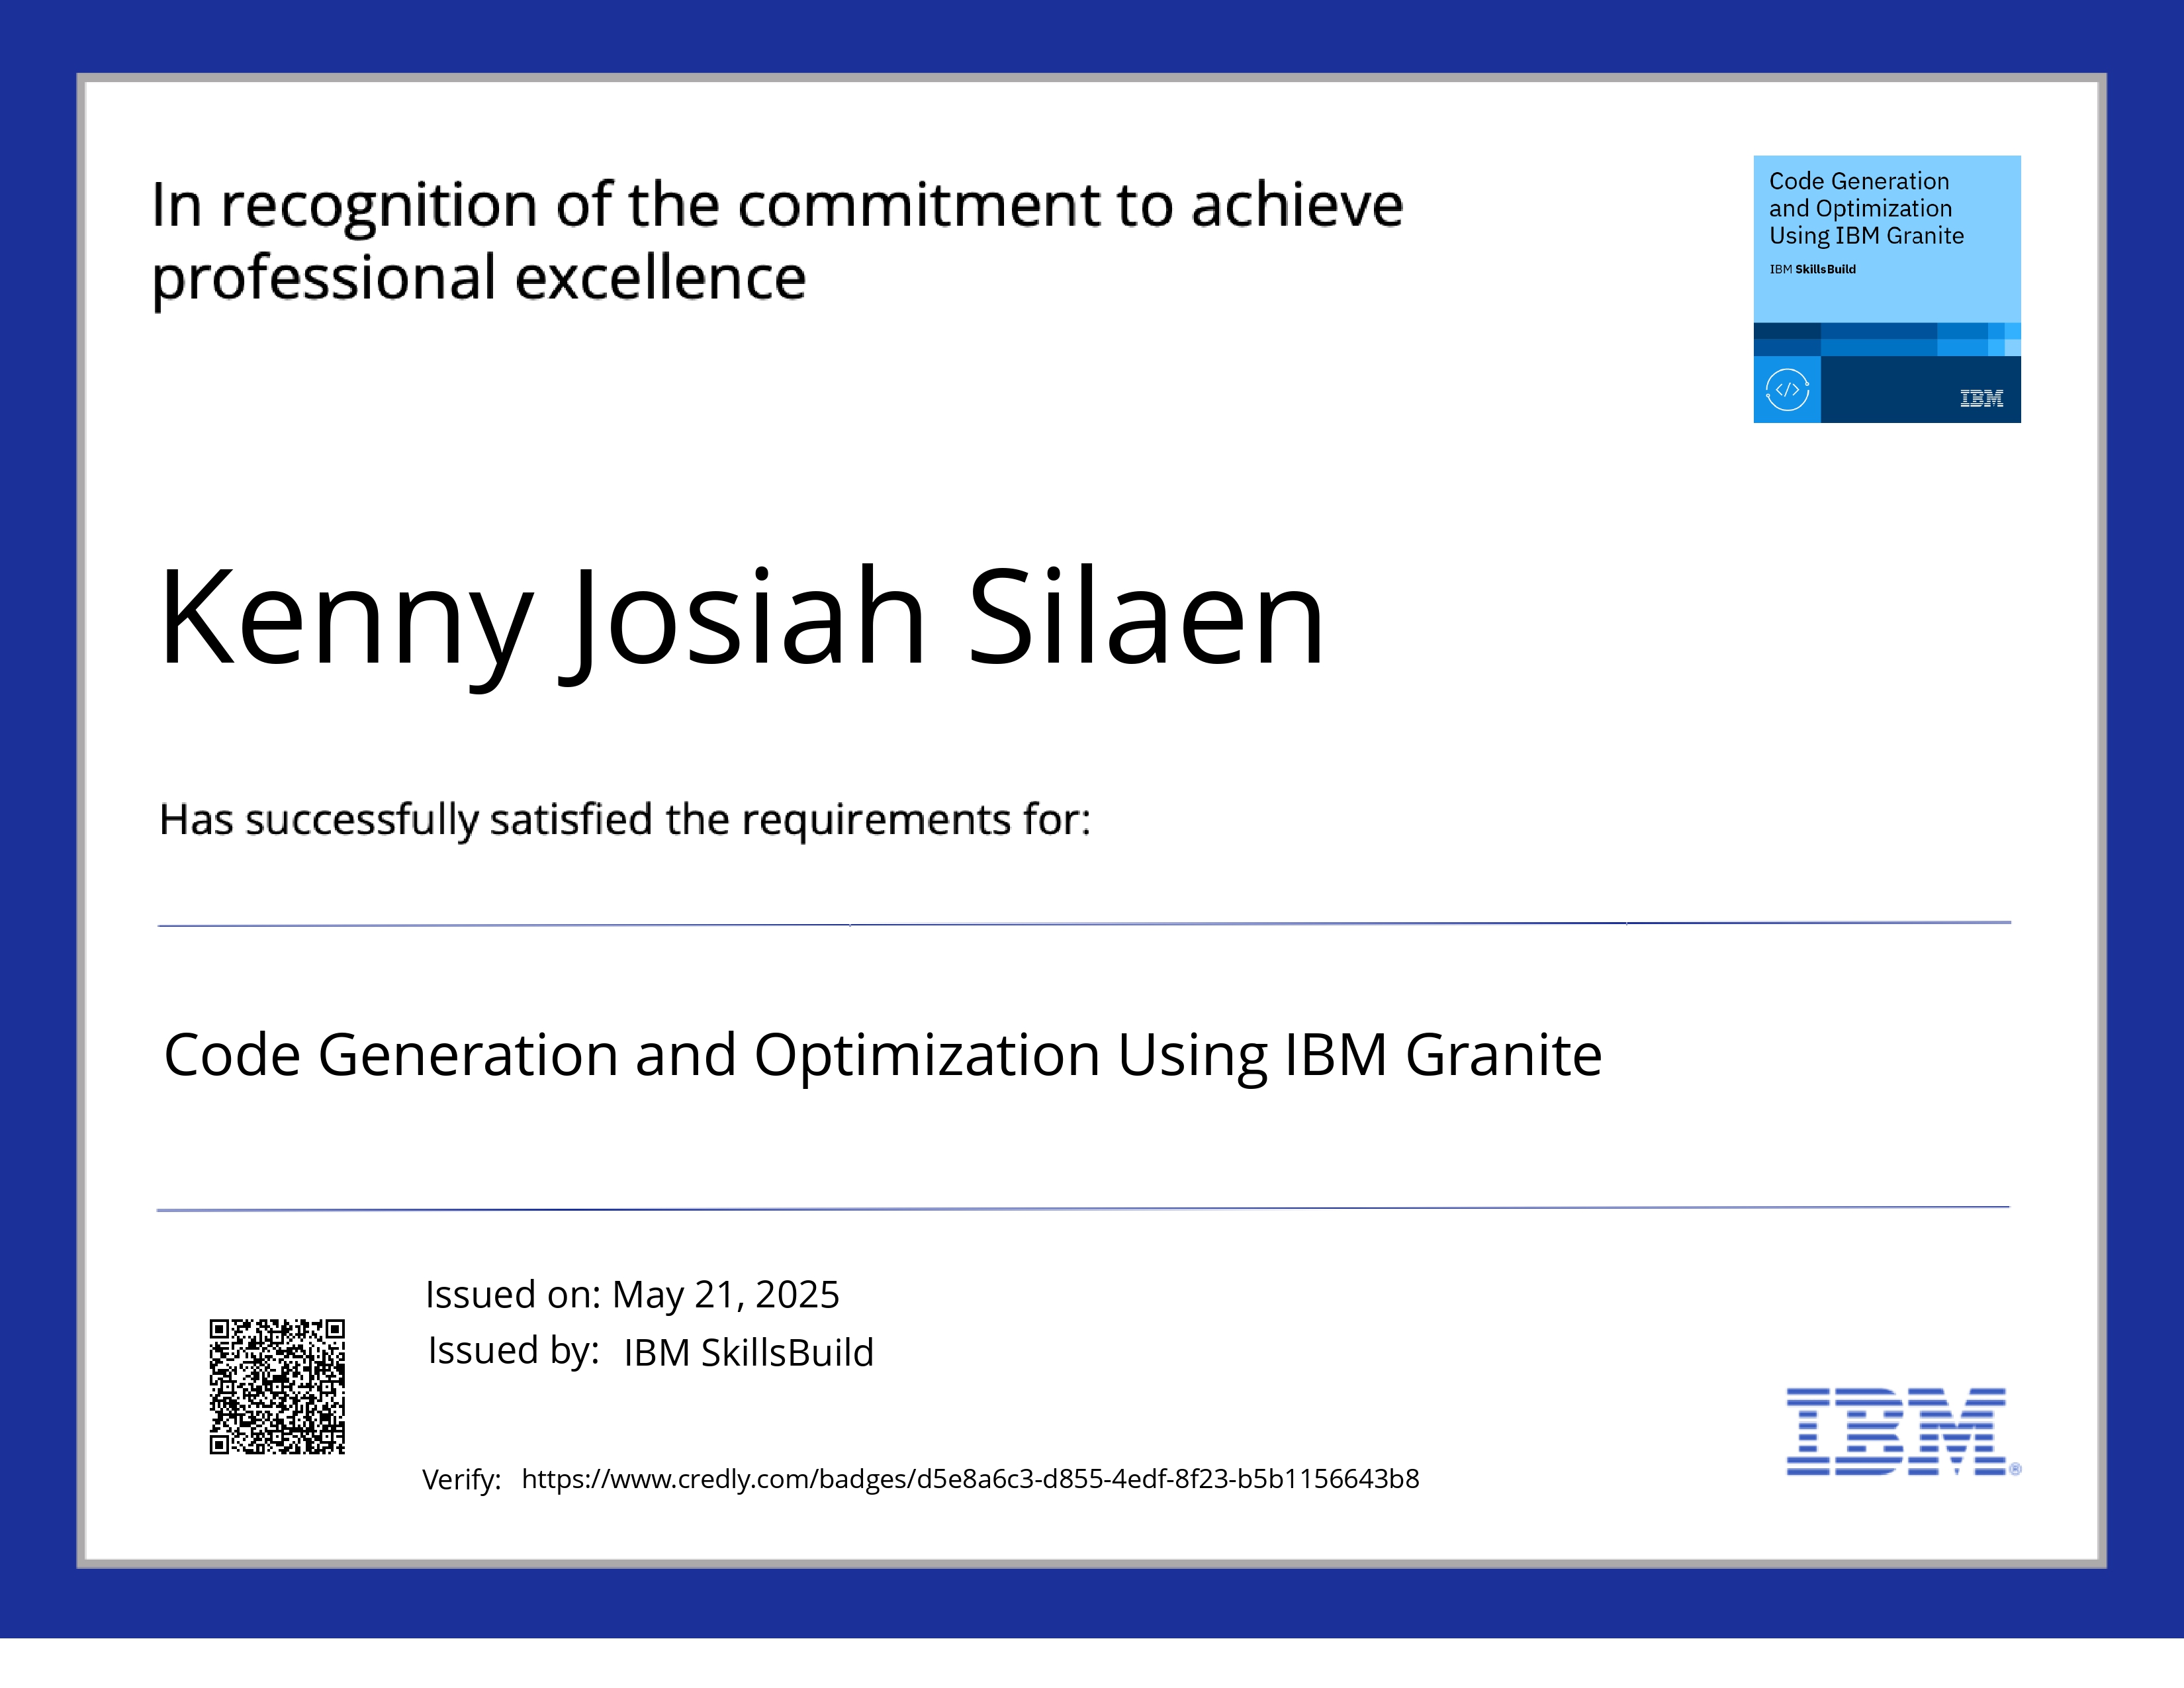 In recognition of the commitment to achieve
professional excellence
Code Generation
and Optimization
Using IBM Granite
IBM SkillsBuild
</>
IBM
Kenny Josiah Silaen
Has successfully satisfied the requirements for:
Code Generation and Optimization Using IBM Granite
Issued on: May 21, 2025
Issued by: IBM SkillsBuild
Verify: https://www.credly.com/badges/d5e8a6c3-d855-4edf-8f23-b5b1156643b8
IBM®